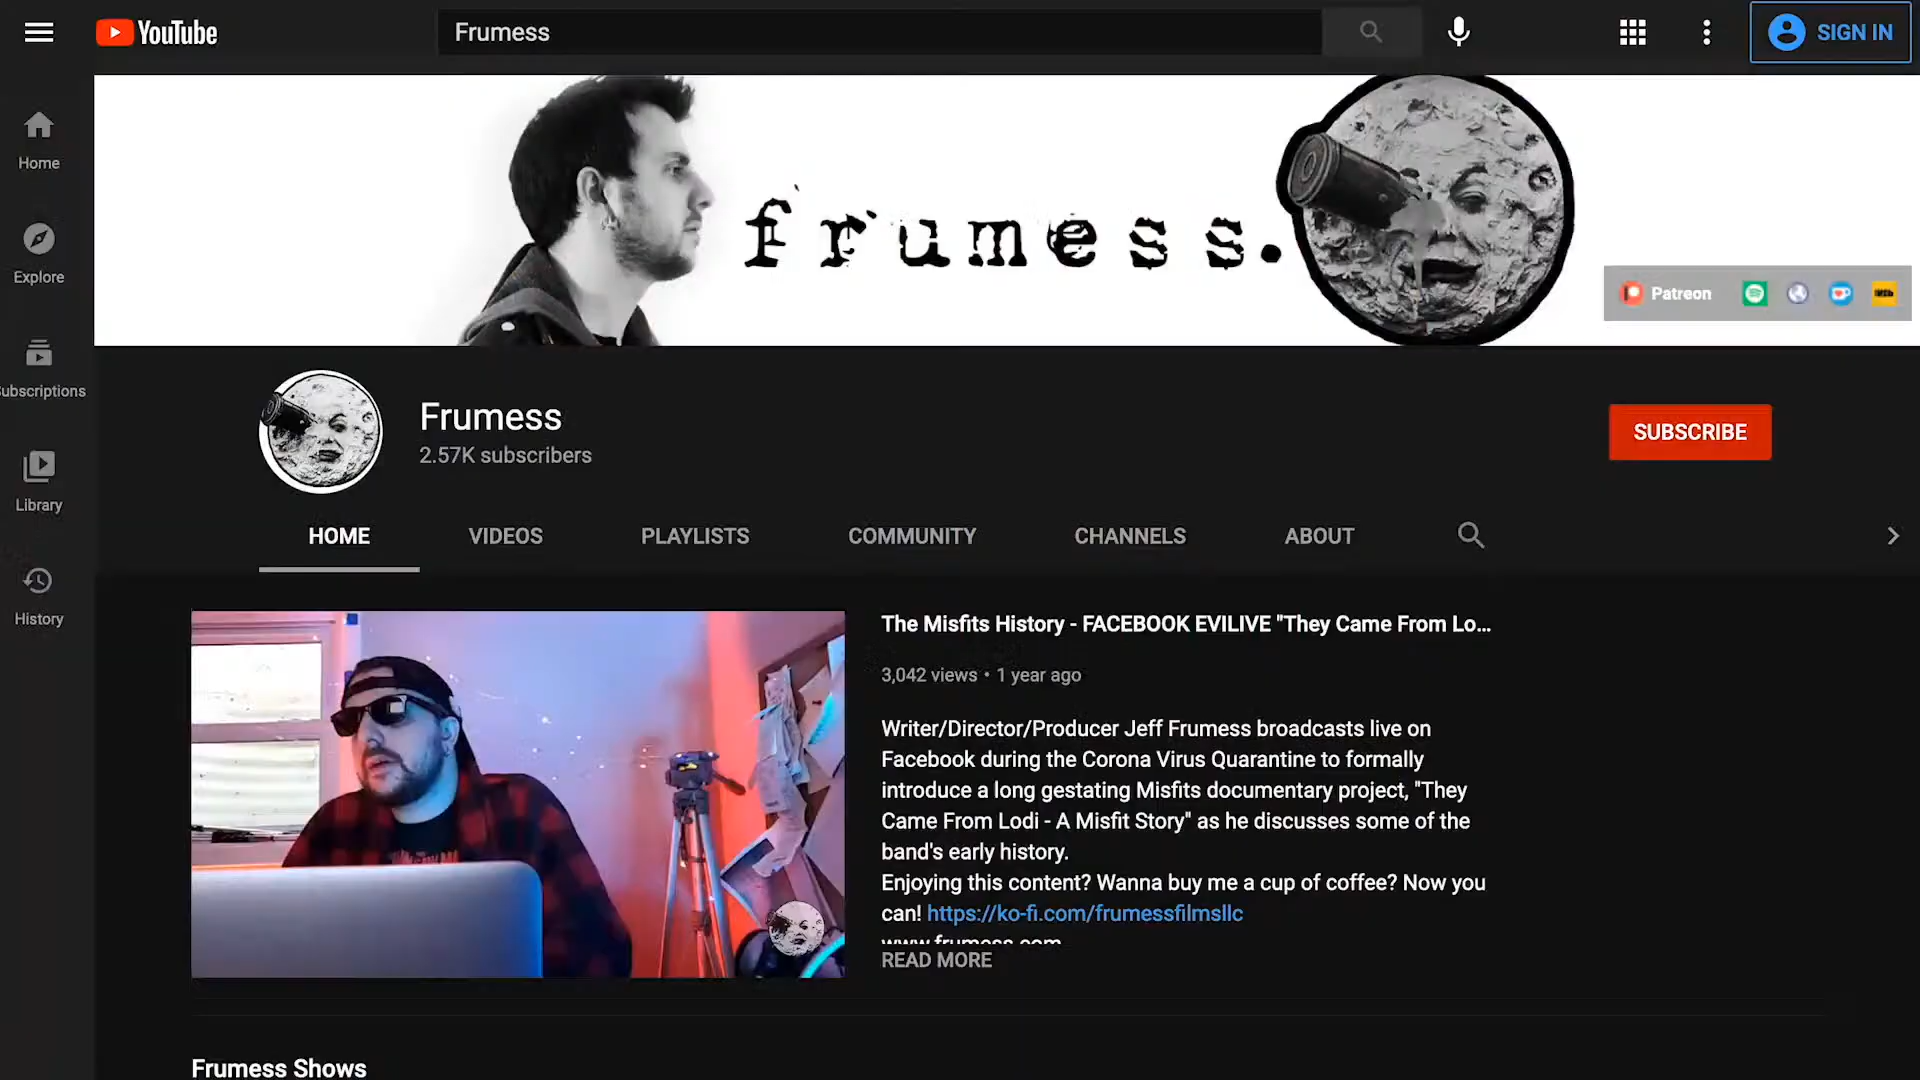 YouTube
Frumess
SIGN IN
Home
Explore
ubscriptions
Library
History
frumess.
Patreon
IMDb
Frumess
2.57K subscribers
SUBSCRIBE
HOME
VIDEOS
PLAYLISTS
COMMUNITY
CHANNELS
ABOUT
The Misfits History - FACEBOOK EVILIVE "They Came From Lo...
3,042 views • 1 year ago
Writer/Director/Producer Jeff Frumess broadcasts live on
Facebook during the Corona Virus Quarantine to formally
introduce a long gestating Misfits documentary project, "They
Came From Lodi - A Misfit Story" as he discusses some of the
band's early history.
Enjoying this content? Wanna buy me a cup of coffee? Now you
can! https://ko-fi.com/frumessfilmsllc
www.frumess.com
READ MORE
Frumess Shows